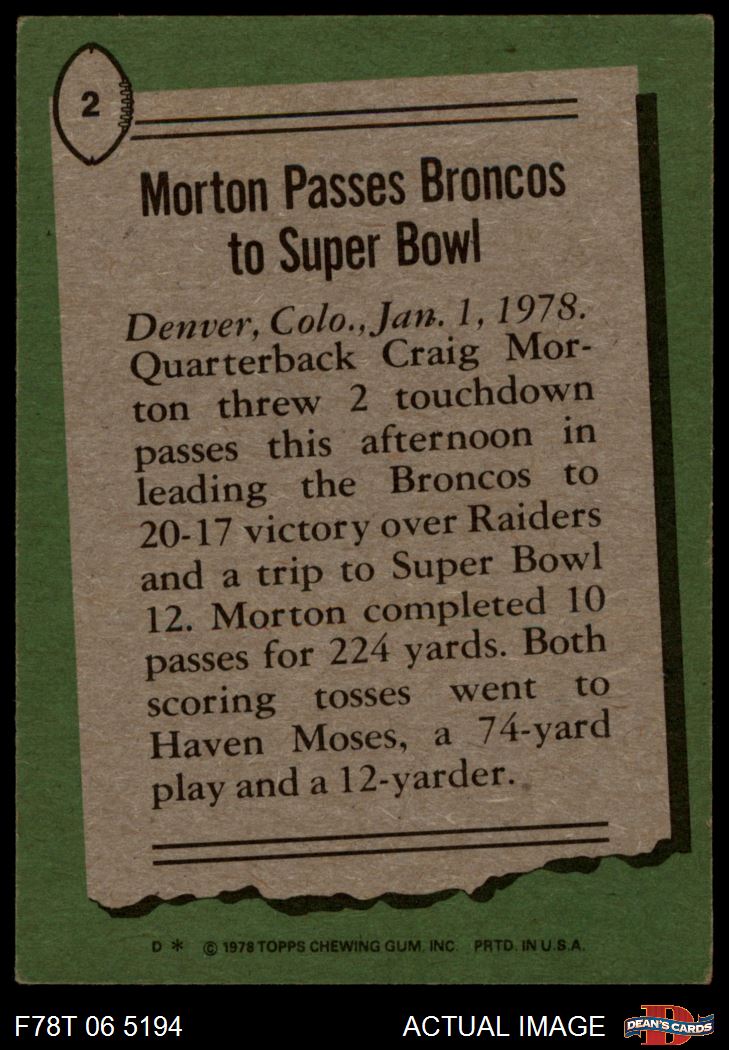 2
Morton Passes Broncos
to Super Bowl
Denver, Colo., Jan. 1, 1978.
Quarterback Craig Mor-
ton threw 2 touchdown
passes this afternoon in
leading the Broncos to
20-17 victory over Raiders
and a trip to Super Bowl
12. Morton completed 10
passes for 224 yards. Both
scoring tosses went to
Haven Moses, a 74-yard
play and a 12-yarder.
D * © 1978 TOPPS CHEWING GUM, INC. PRTD. IN U.S.A.
F78T 06 5194 ACTUAL IMAGE D DEAN'S CARDS